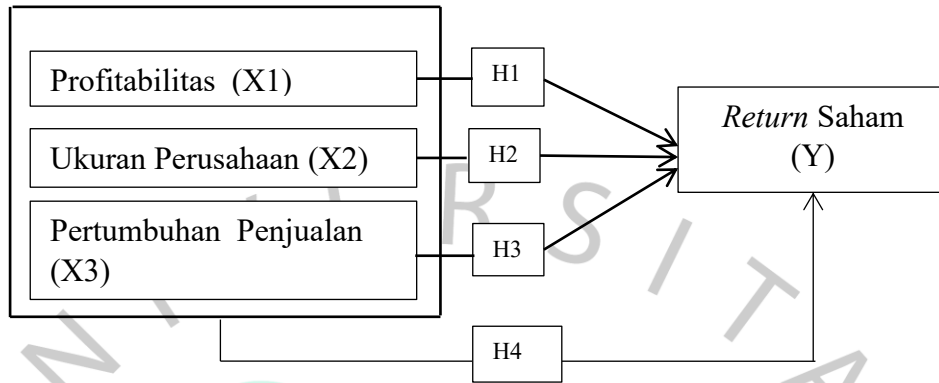 Profitabilitas (X1)
H1
Return Saham
(Y)
Ukuran Perusahaan (X2)
H2
Pertumbuhan Penjualan
(X3)
H3
H4
N I V E R S I T A